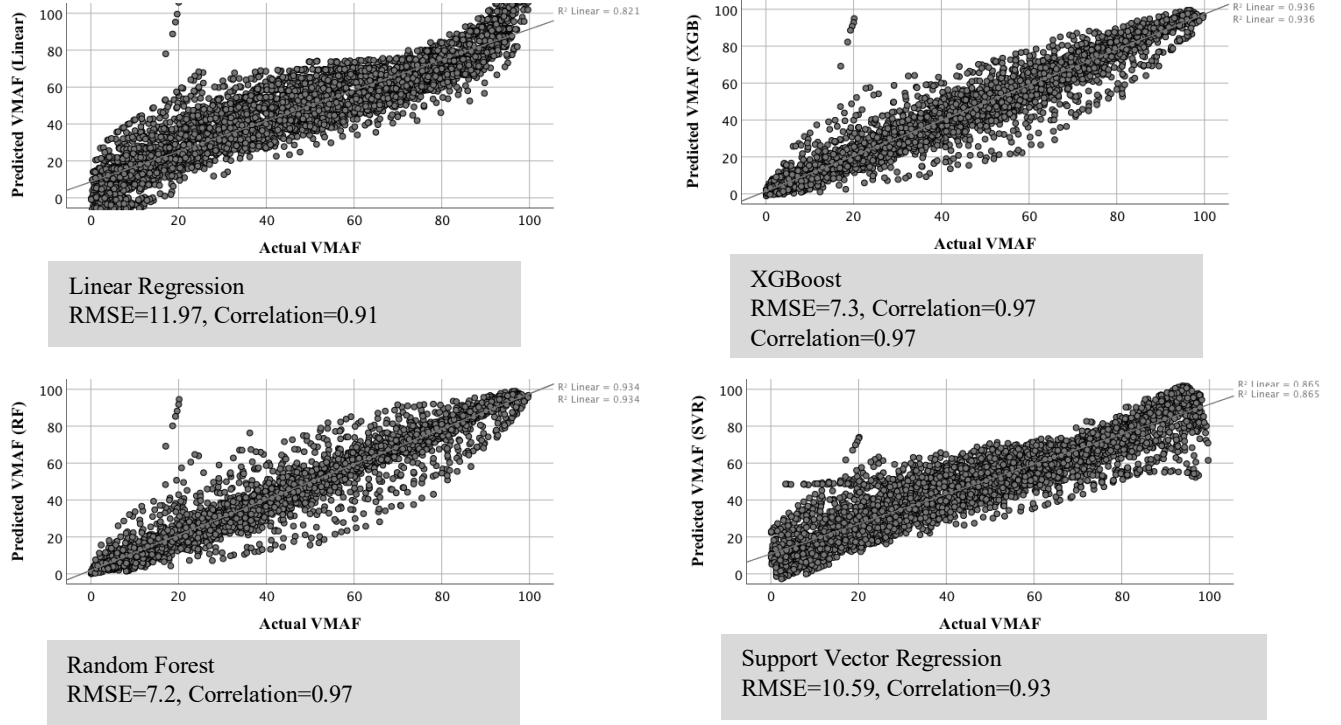 Predicted VMAF (Linear)
100
80
60
40
20
0
0 20 40 60 80 100
Actual VMAF
R² Linear = 0.821
Linear Regression
RMSE=11.97, Correlation=0.91
Predicted VMAF (XGB)
100
80
60
40
20
0
0 20 40 60 80 100
Actual VMAF
R² Linear = 0.936
R² Linear = 0.936
XGBoost
RMSE=7.3, Correlation=0.97
Correlation=0.97
Predicted VMAF (RF)
100
80
60
40
20
0
0 20 40 60 80 100
Actual VMAF
R² Linear = 0.934
R² Linear = 0.934
Random Forest
RMSE=7.2, Correlation=0.97
Predicted VMAF (SVR)
100
80
60
40
20
0
0 20 40 60 80 100
Actual VMAF
R² Linear = 0.865
R² Linear = 0.865
Support Vector Regression
RMSE=10.59, Correlation=0.93